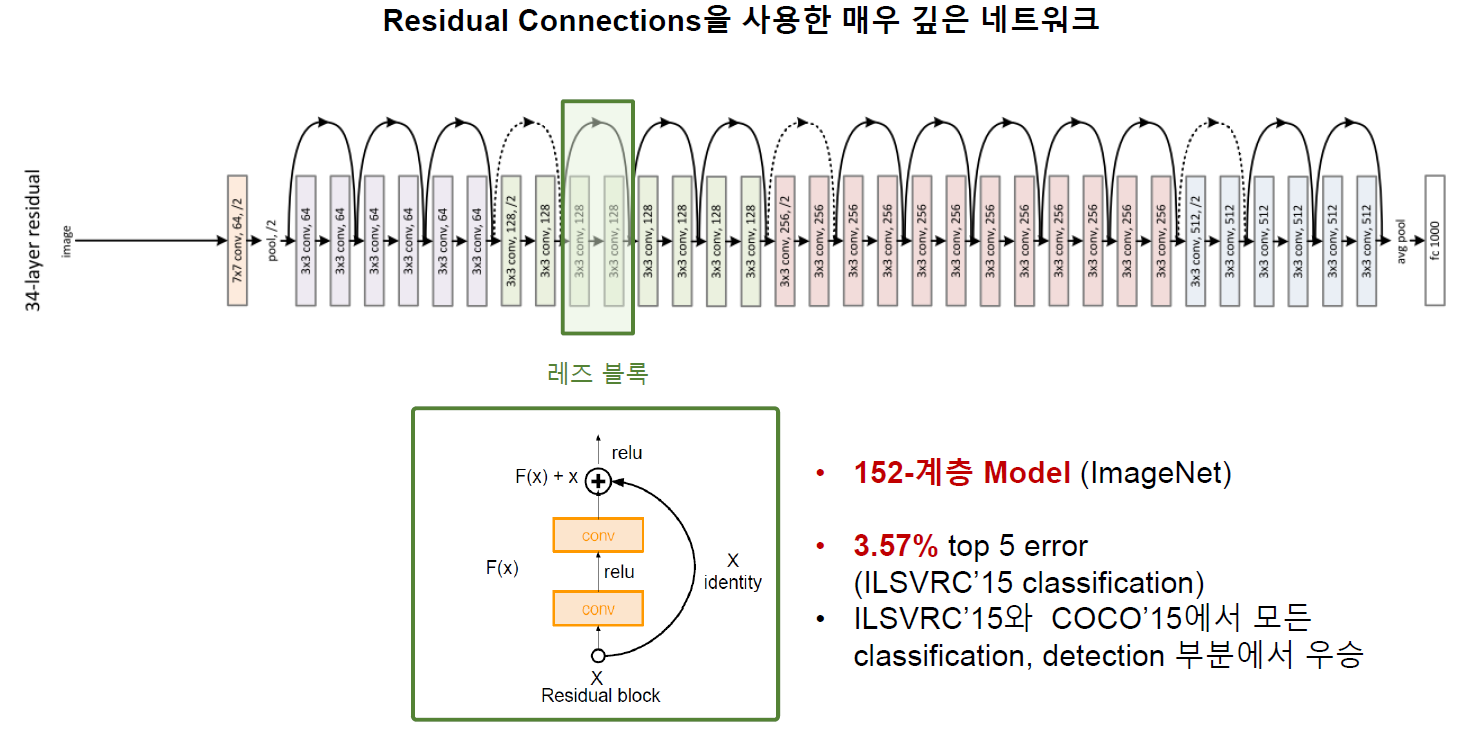 Residual Connections을 사용한 매우 깊은 네트워크
34-layer residual
image
7x7 conv, 64, /2
pool, /2
3x3 conv, 64
3x3 conv, 64
3x3 conv, 64
3x3 conv, 64
3x3 conv, 64
3x3 conv, 64
3x3 conv, 128, /2
3x3 conv, 128
3x3 conv, 128
3x3 conv, 128
3x3 conv, 128
3x3 conv, 128
3x3 conv, 128
3x3 conv, 128
3x3 conv, 256, /2
3x3 conv, 256
3x3 conv, 256
3x3 conv, 256
3x3 conv, 256
3x3 conv, 256
3x3 conv, 256
3x3 conv, 256
3x3 conv, 256
3x3 conv, 256
3x3 conv, 256
3x3 conv, 256
3x3 conv, 512, /2
3x3 conv, 512
3x3 conv, 512
3x3 conv, 512
3x3 conv, 512
3x3 conv, 512
avg pool
fc 1000
레즈 블록
relu
F(x) + x
+
conv
F(x)
relu
X
identity
conv
X
Residual block
• 152-계층 Model (ImageNet)
• 3.57% top 5 error
(ILSVRC’15 classification)
• ILSVRC’15와 COCO’15에서 모든
classification, detection 부분에서 우승